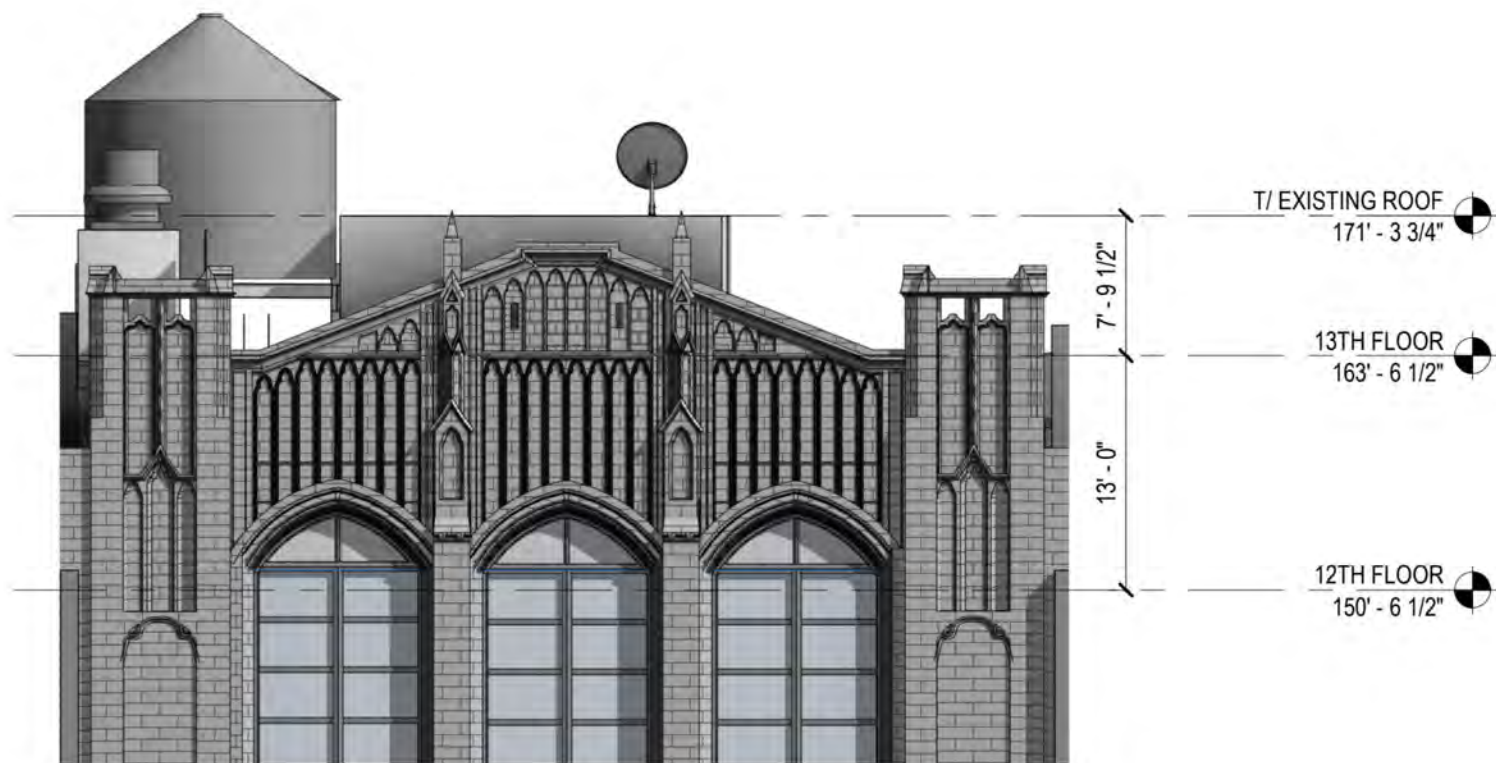 T/ EXISTING ROOF
171' - 3 3/4"
7' - 9 1/2"
13TH FLOOR
163' - 6 1/2"
13' - 0"
12TH FLOOR
150' - 6 1/2"